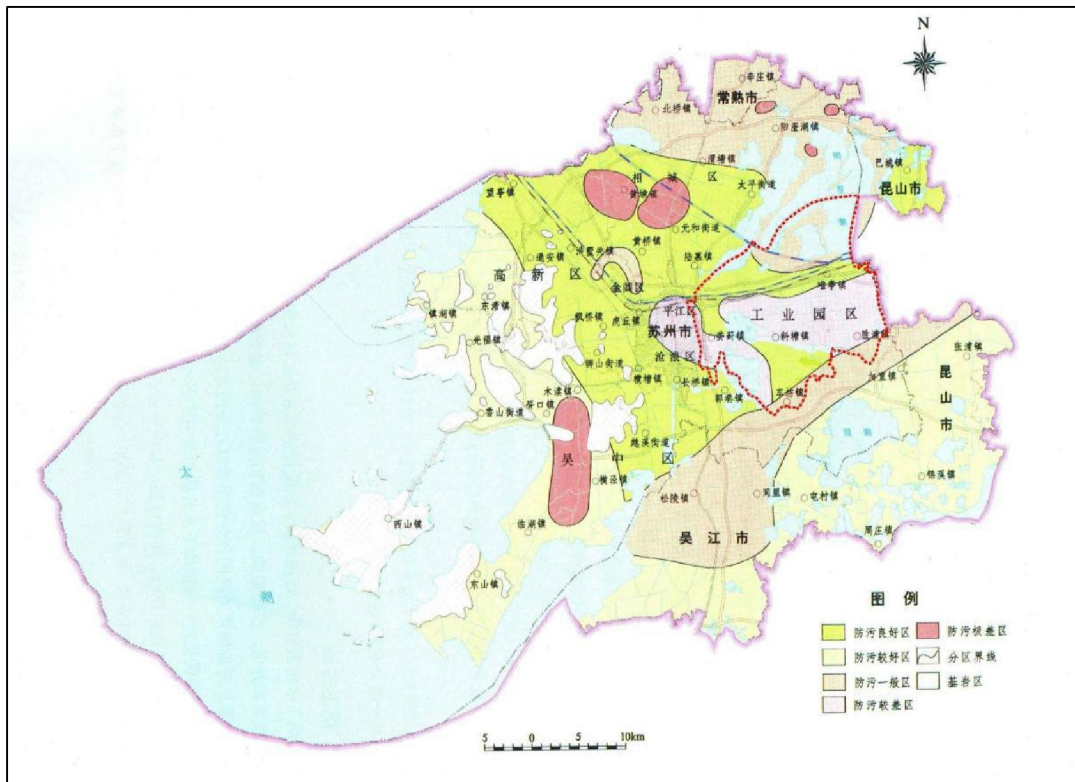 N
辛庄镇
常熟市
北桥镇
阳澄湖镇
渭塘镇
巴城镇
相城区
昆山市
望亭镇
黄埭镇
太平街道
元和街道
黄桥镇
浒墅关镇
通安镇
陆慕镇
高新区
金阊区
唯亭镇
东渚镇
镇湖镇
平江区
工业园区
枫桥镇
虎丘镇
苏州市
娄葑镇
斜塘镇
胜浦镇
光福镇
沧浪区
张浦镇
狮山街道
横塘镇
长桥镇
昆山市
木渎镇
郭巷镇
胥口镇
香山街道
越溪街道
吴中区
太湖
横泾镇
锦溪镇
松陵镇
同里镇
屯村镇
西山镇
临湖镇
吴江市
周庄镇
东山镇
图例
防污良好区
防污极差区
防污较好区
分区界线
防污一般区
基岩区
防污较差区
5 0 5 10km